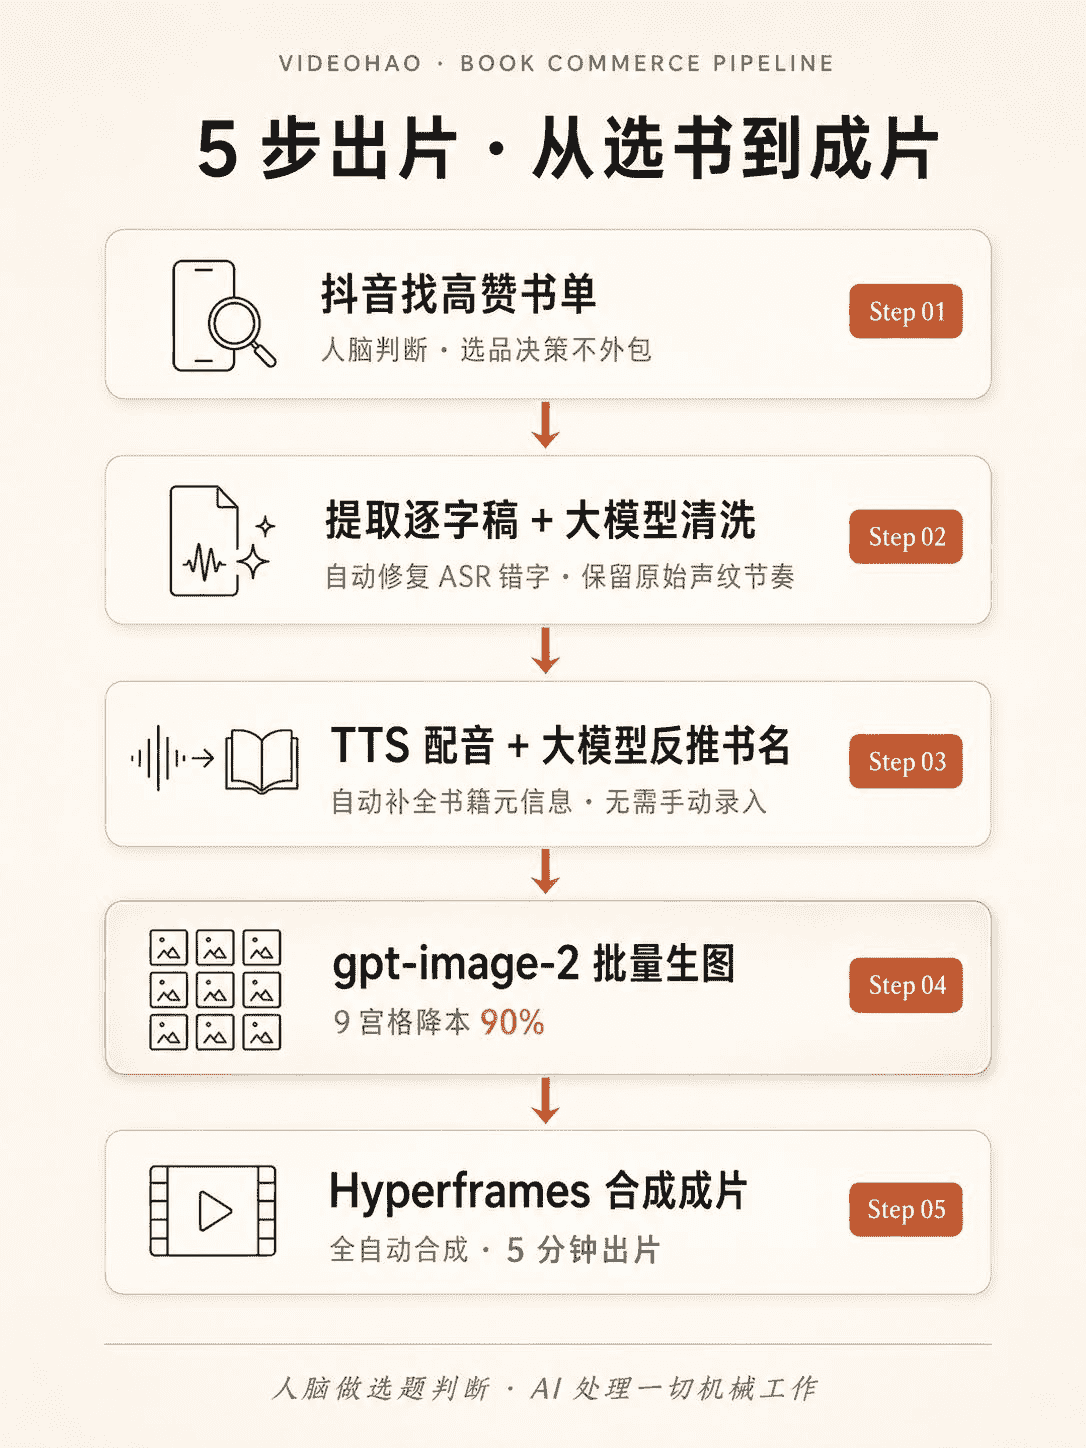 VIDEOHAO · BOOK COMMERCE PIPELINE
5 步出片 · 从选书到成片
抖音找高赞书单
人脑判断 · 选品决策不外包
Step 01
提取逐字稿 + 大模型清洗
自动修复 ASR 错字 · 保留原始声纹节奏
Step 02
TTS 配音 + 大模型反推书名
自动补全书籍元信息 · 无需手动录入
Step 03
gpt-image-2 批量生图
9 宫格降本 90%
Step 04
Hyperframes 合成成片
全自动合成 · 5 分钟出片
Step 05
人脑做选题判断 · AI 处理一切机械工作